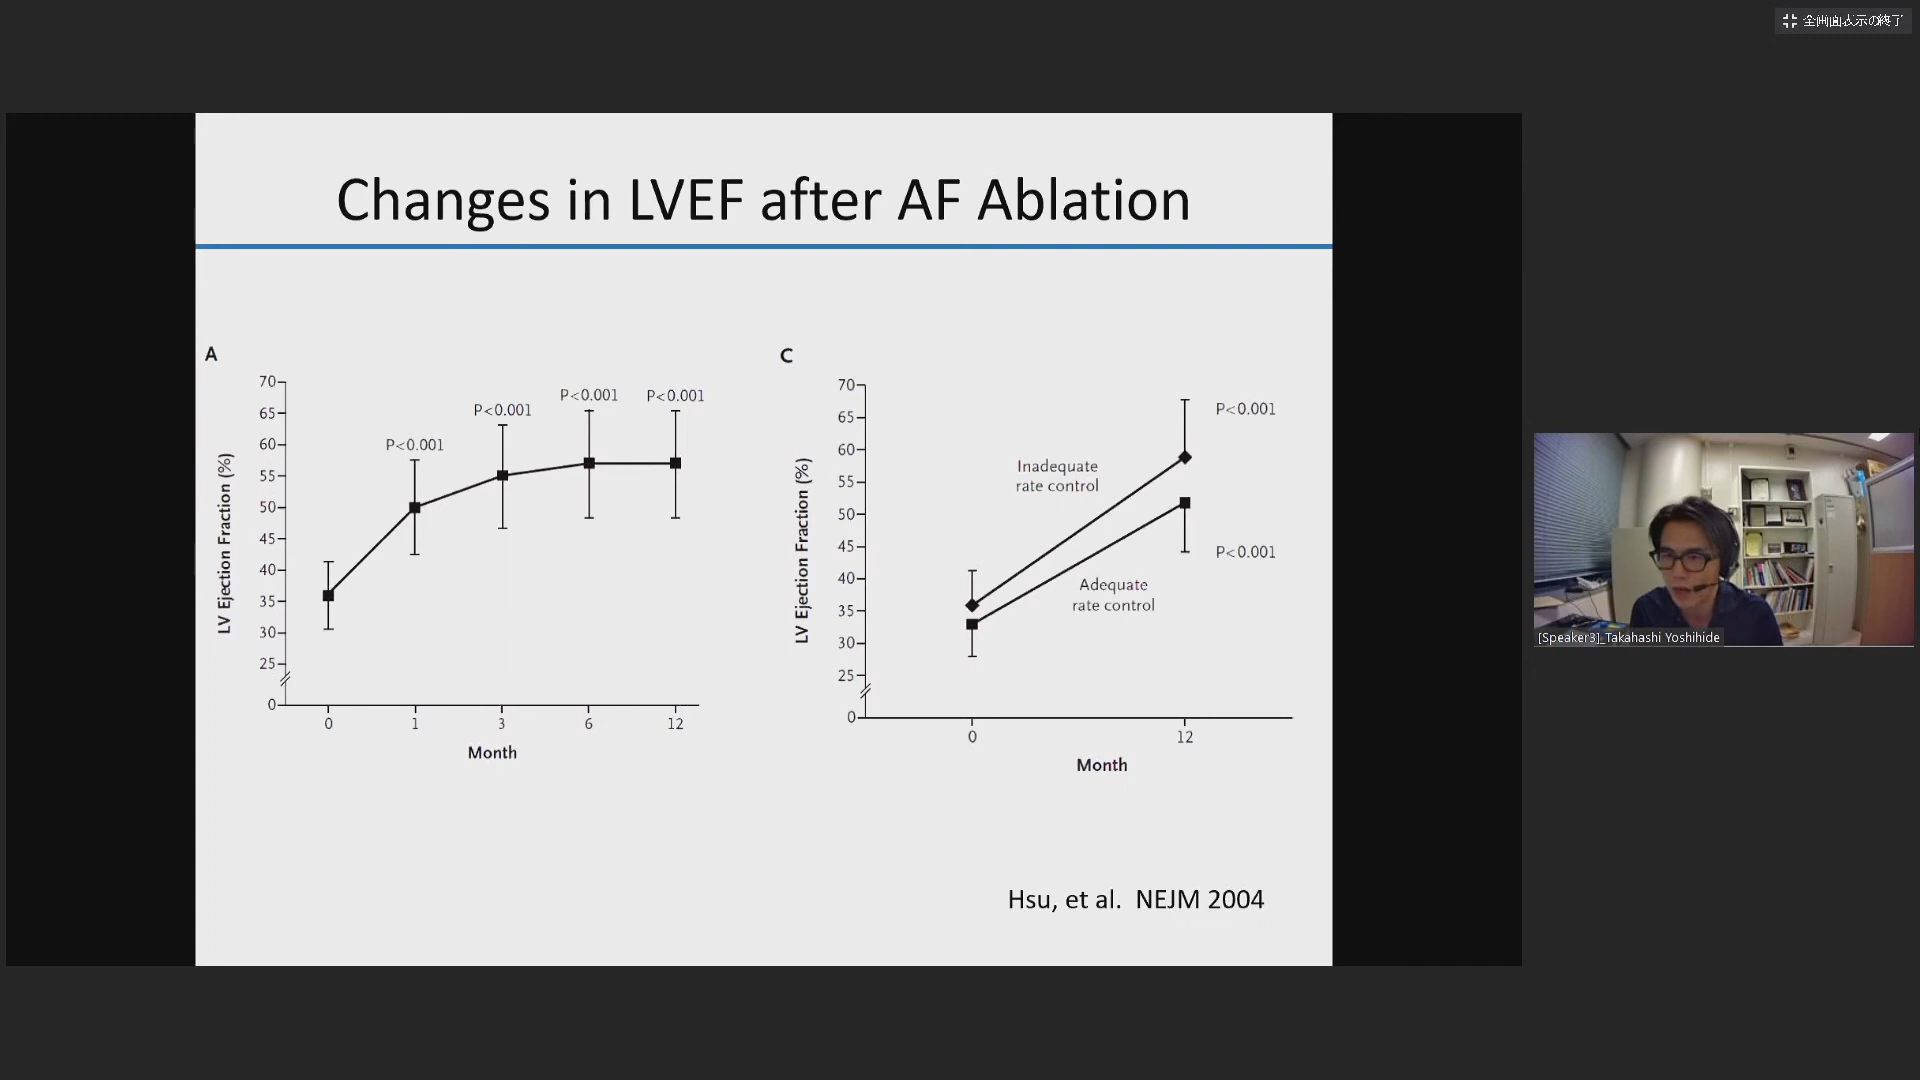 全画面表示の終了
Changes in LVEF after AF Ablation
A
70
65
60
55
50
45
40
35
30
25
0
LV Ejection Fraction (%)
P<0.001
P<0.001
P<0.001
P<0.001
0
1
3
6
12
Month
C
70
65
60
55
50
45
40
35
30
25
0
LV Ejection Fraction (%)
Inadequate
rate control
Adequate
rate control
P<0.001
P<0.001
0
12
Month
Hsu, et al. NEJM 2004
[Speaker3]_Takahashi Yoshihide